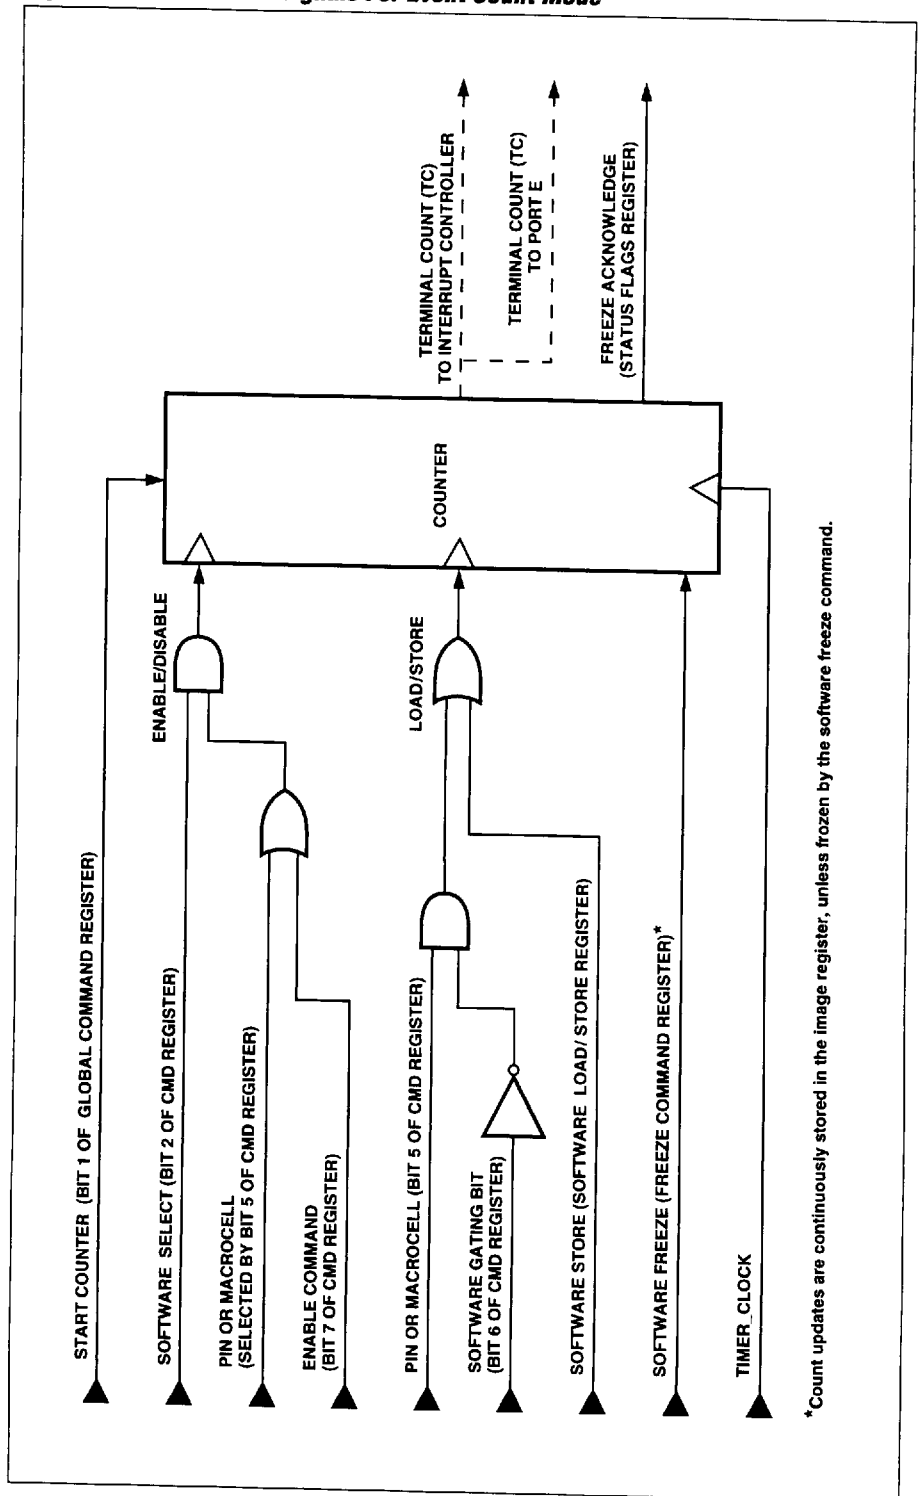 Event Count Mode
START COUNTER (BIT 1 OF GLOBAL COMMAND REGISTER)
SOFTWARE SELECT (BIT 2 OF CMD REGISTER)
PIN OR MACROCELL
(SELECTED BY BIT 5 OF CMD REGISTER)
ENABLE COMMAND
(BIT 7 OF CMD REGISTER)
PIN OR MACROCELL (BIT 5 OF CMD REGISTER)
SOFTWARE GATING BIT
(BIT 6 OF CMD REGISTER)
SOFTWARE STORE (SOFTWARE LOAD/ STORE REGISTER)
SOFTWARE FREEZE (FREEZE COMMAND REGISTER)*
TIMER_CLOCK
ENABLE/DISABLE
LOAD/STORE
COUNTER
TERMINAL COUNT (TC)
TO INTERRUPT CONTROLLER
TERMINAL COUNT (TC)
TO PORT E
FREEZE ACKNOWLEDGE
(STATUS FLAGS REGISTER)
*Count updates are continuously stored in the image register, unless frozen by the software freeze command.